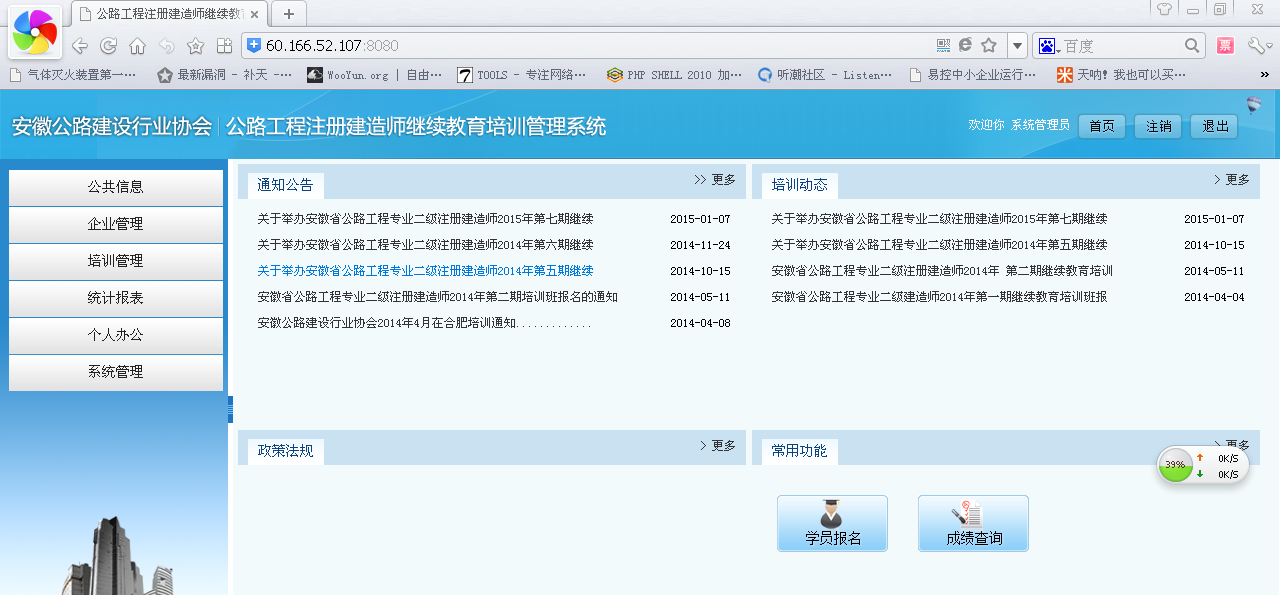 公路工程注册建造师继续教育
60.166.52.107:8080
百度
票
气体灭火装置第一…
最新漏洞 - 补天 -…
WooYun.org | 自由…
TOOLS - 专注网络…
PHP SHELL 2010 加…
听潮社区 - Listen…
易控中小企业运行…
天呐! 我也可以买…
»
安徽公路建设行业协会 公路工程注册建造师继续教育培训管理系统
欢迎你 系统管理员 首页 注销 退出
公共信息
企业管理
培训管理
统计报表
个人办公
系统管理
通知公告 >> 更多
关于举办安徽省公路工程专业二级注册建造师2015年第七期继续 2015-01-07
关于举办安徽省公路工程专业二级注册建造师2014年第六期继续 2014-11-24
关于举办安徽省公路工程专业二级注册建造师2014年第五期继续 2014-10-15
安徽省公路工程专业二级注册建造师2014年第二期培训班报名的通知 2014-05-11
安徽公路建设行业协会2014年4月在合肥培训通知............. 2014-04-08
培训动态 > 更多
关于举办安徽省公路工程专业二级注册建造师2015年第七期继续 2015-01-07
关于举办安徽省公路工程专业二级注册建造师2014年第五期继续 2014-10-15
安徽省公路工程专业二级注册建造师2014年 第二期继续教育培训 2014-05-11
安徽省公路工程专业二级建造师2014年第一期继续教育培训班报 2014-04-04
政策法规 > 更多
常用功能 > 更多
39%
0K/S
0K/S
学员报名
成绩查询